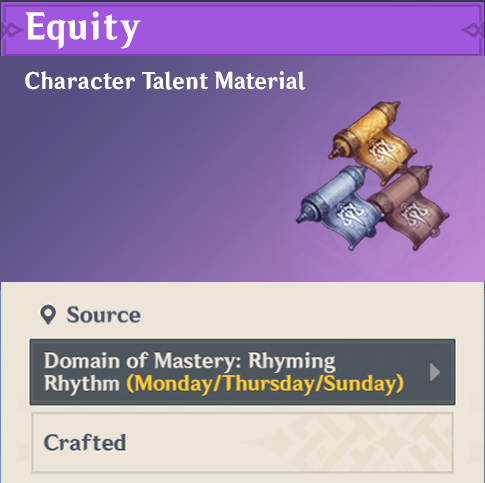 Equity
Character Talent Material
Source
Domain of Mastery: Rhyming
Rhythm (Monday/Thursday/Sunday)
Crafted